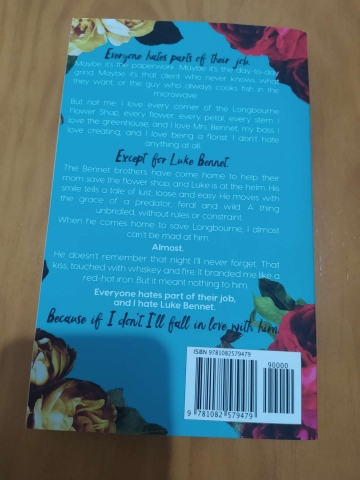 Everyone hates parts of their job.
Maybe it's the paperwork. Maybe it's the day-to-day
grind. Maybe it's that client who never knows what
they want, or the guy who always cooks fish in the
microwave.
But not me. I love every corner of the Longbourne
Flower Shop, every flower, every petal, every stem. I
love the greenhouse, and I love Mrs. Bennet, my boss. I
love creating, and I love being a florist. I don't hate
anything at all.
Except for Luke Bennet
The Bennet brothers have come home to help their
mom save the flower shop, and Luke is at the helm. His
smile tells a tale of lust, loose and easy. He moves with
the grace of a predator, feral and wild. A thing
unbridled, without rules or constraint.
When he comes home to save Longbourne, I almost
can't be mad at him.
Almost.
He doesn't remember that night I'll never forget. That
kiss, touched with whiskey and fire. It branded me like a
red-hot iron. But it meant nothing to him.
Everyone hates part of their job,
and I hate Luke Bennet.
Because if I don't I'll fall in love with him.
ISBN 9781082579479
90000
9 781082 579479